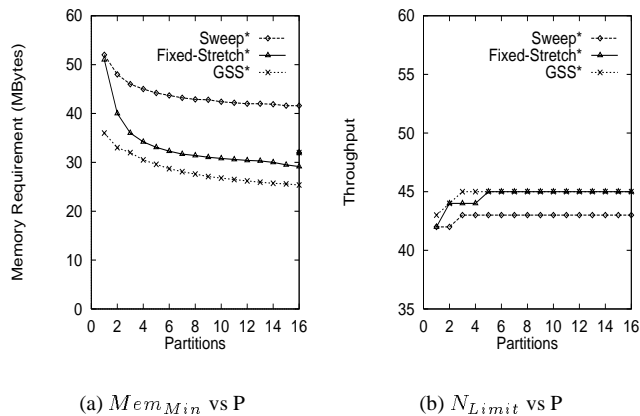 Memory Requirement (MBytes)
60
50
40
30
20
10
0
Sweep*
Fixed-Stretch*
GSS*
0 2 4 6 8 10 12 14 16
Partitions
(a) Mem_Min vs P
Throughput
60
55
50
45
40
35
Sweep*
Fixed-Stretch*
GSS*
0 2 4 6 8 10 12 14 16
Partitions
(b) N_Limit vs P